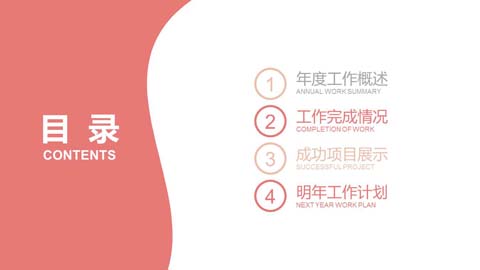 目 录
CONTENTS
1
年度工作概述
ANNUAL WORK SUMMARY
2
工作完成情况
COMPLETION OF WORK
3
成功项目展示
SUCCESSFUL PROJECT
4
明年工作计划
NEXT YEAR WORK PLAN